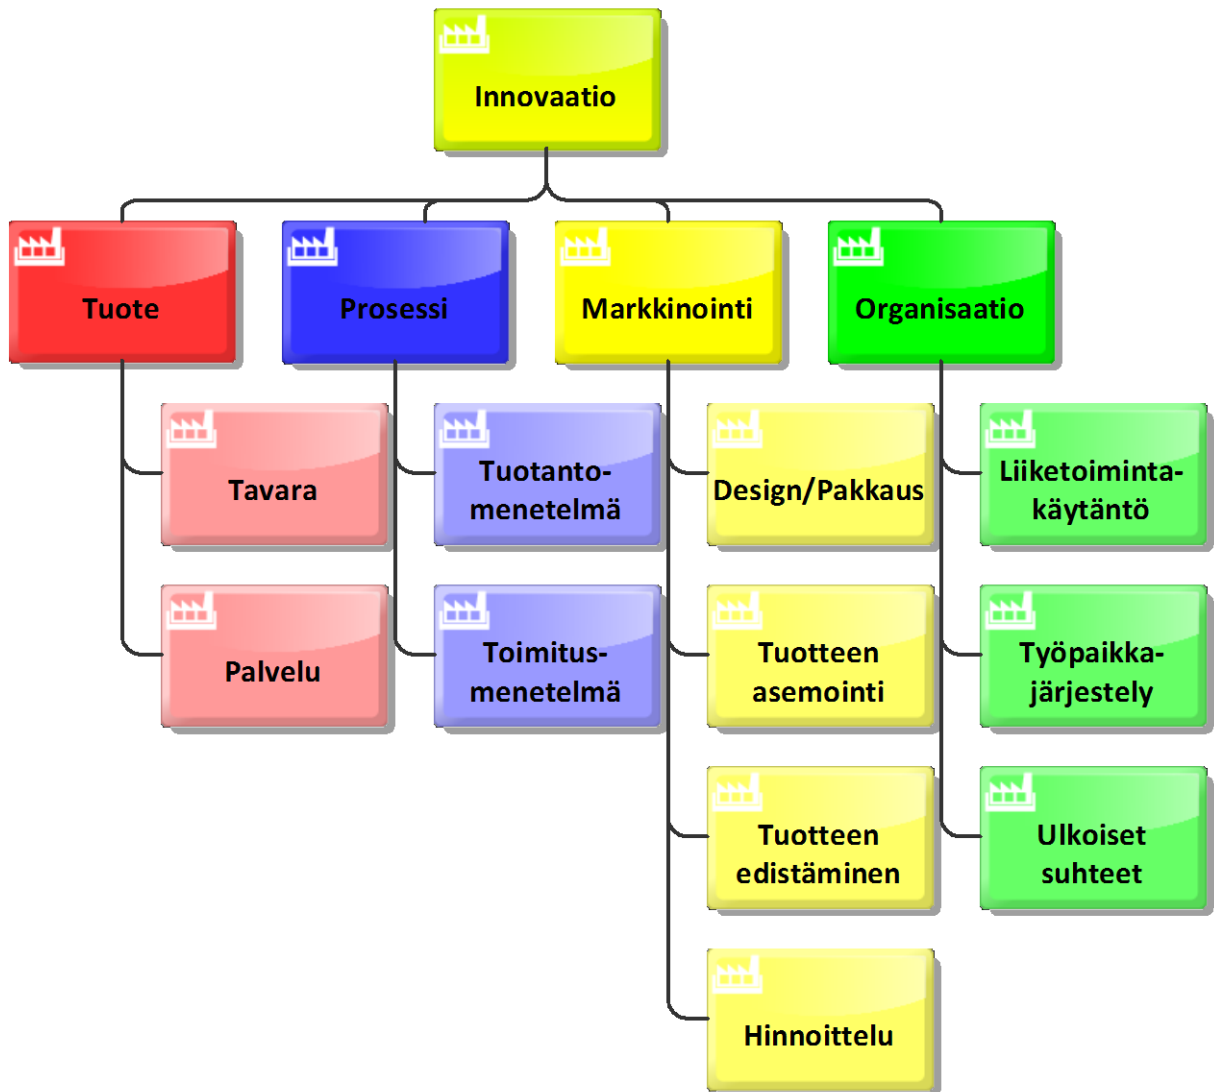 Innovaatio
Tuote
Prosessi
Markkinointi
Organisaatio
Tavara
Tuotanto-
menetelmä
Design/Pakkaus
Liiketoiminta-
käytäntö
Palvelu
Toimitus-
menetelmä
Tuotteen
asemointi
Työpaikka-
järjestely
Tuotteen
edistäminen
Ulkoiset
suhteet
Hinnoittelu